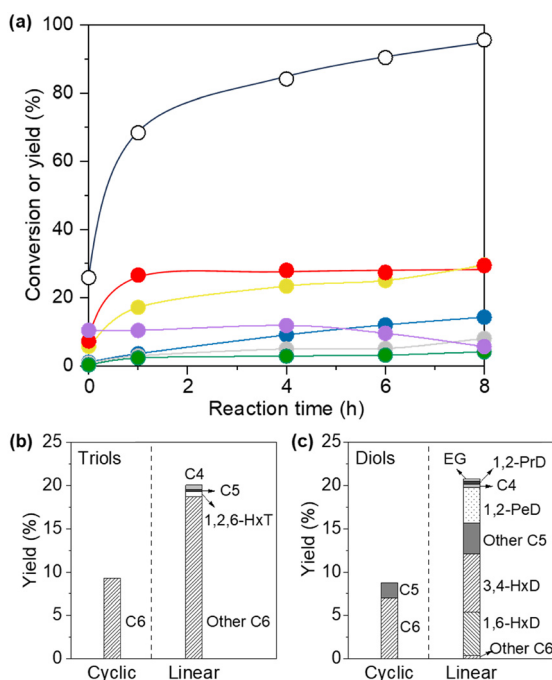 (a)
Conversion or yield (%)
100
80
60
40
20
0
0 2 4 6 8
Reaction time (h)
(b)
Triols
Yield (%)
25
20
15
10
5
0
C4
C5
1,2,6-HxT
C6
Other C6
Cyclic Linear
(c)
Diols
Yield (%)
25
20
15
10
5
0
EG
1,2-PrD
C4
1,2-PeD
Other C5
3,4-HxD
1,6-HxD
Other C6
C5
C6
Cyclic Linear